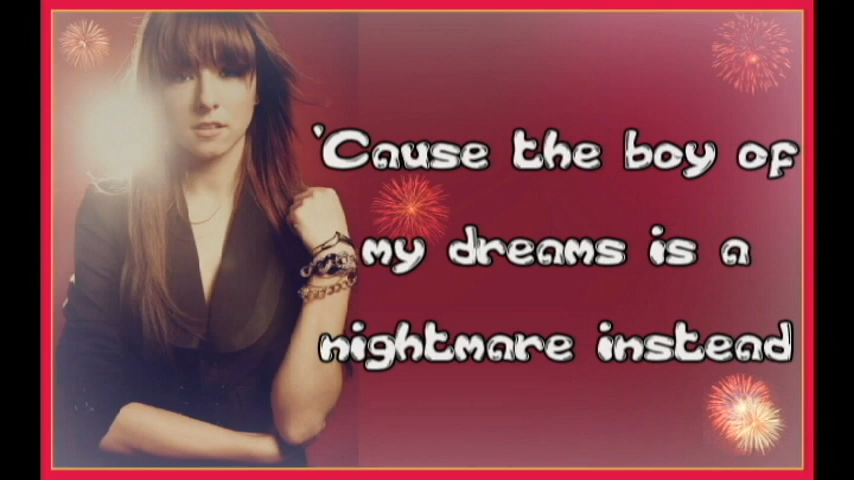 'Cause the boy of
my dreams is a
nightmare instead